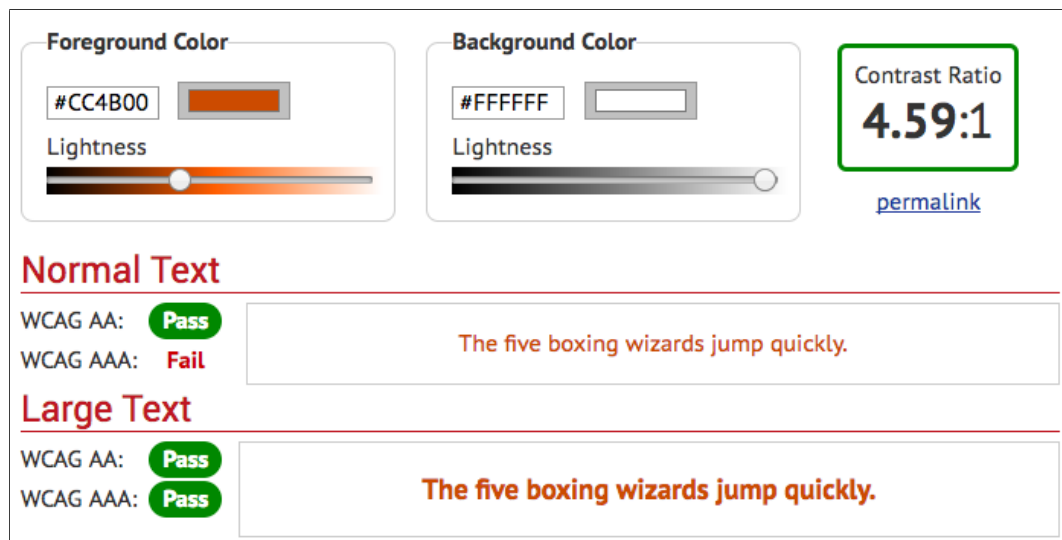 Foreground Color
#CC4B00
Lightness
Background Color
#FFFFFF
Lightness
Contrast Ratio
4.59:1
permalink
Normal Text
WCAG AA: Pass
WCAG AAA: Fail
The five boxing wizards jump quickly.
Large Text
WCAG AA: Pass
WCAG AAA: Pass
The five boxing wizards jump quickly.